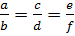 a/b = c/d = e/f